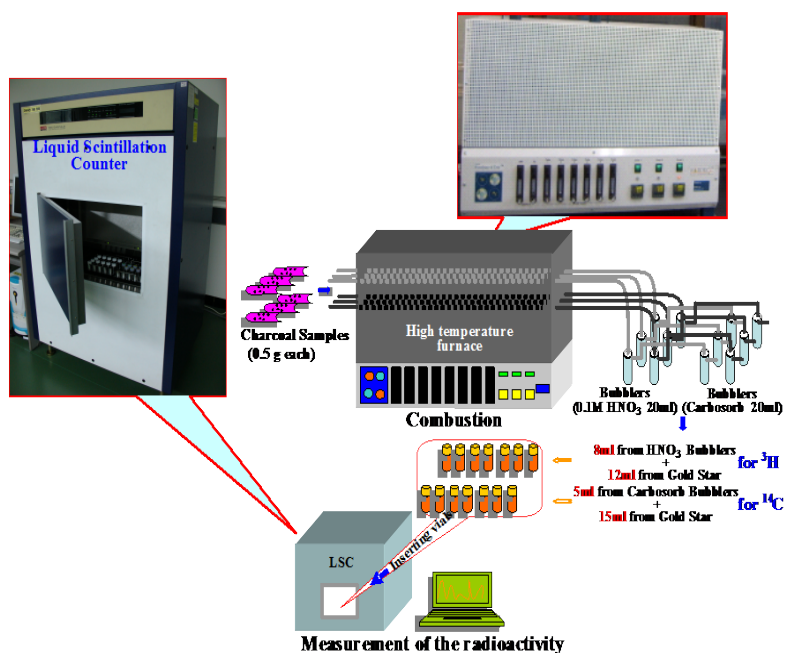 Liquid Scintillation
Counter
Charcoal Samples
(0.5 g each)
High temperature
furnace
Combustion
Bubblers
(0.1M HNO₃ 20ml)
Bubblers
(Carbosorb 20ml)
8ml from HNO₃ Bubblers
+
12ml from Gold Star
for ³H
5ml from Carbosorb Bubblers
+
15ml from Gold Star
for ¹⁴C
Inserting vials
LSC
Measurement of the radioactivity